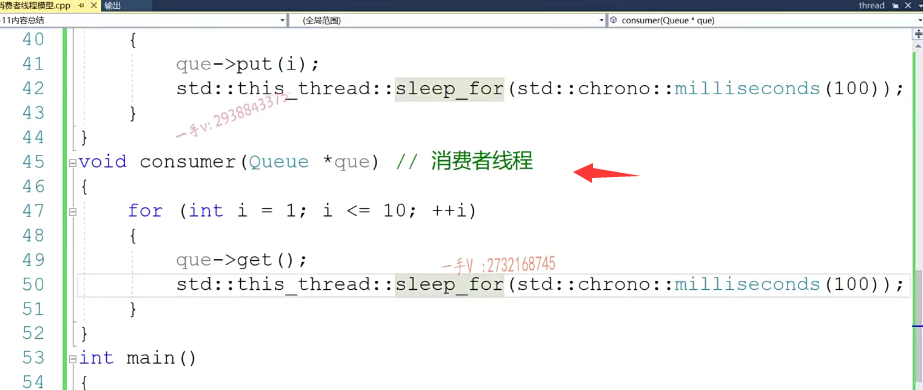 消费者线程模型.cpp 输出 thread
11内容总结 (全局范围) consumer(Queue * que)
40 {
41 que->put(i);
42 std::this_thread::sleep_for(std::chrono::milliseconds(100));
43 }
一手v:2938843375
44 }
45 void consumer(Queue *que) // 消费者线程
46 {
47 for (int i = 1; i <= 10; ++i)
48 {
49 que->get();
一手V :2732168745
50 std::this_thread::sleep_for(std::chrono::milliseconds(100));
51 }
52 }
53 int main()
54 {